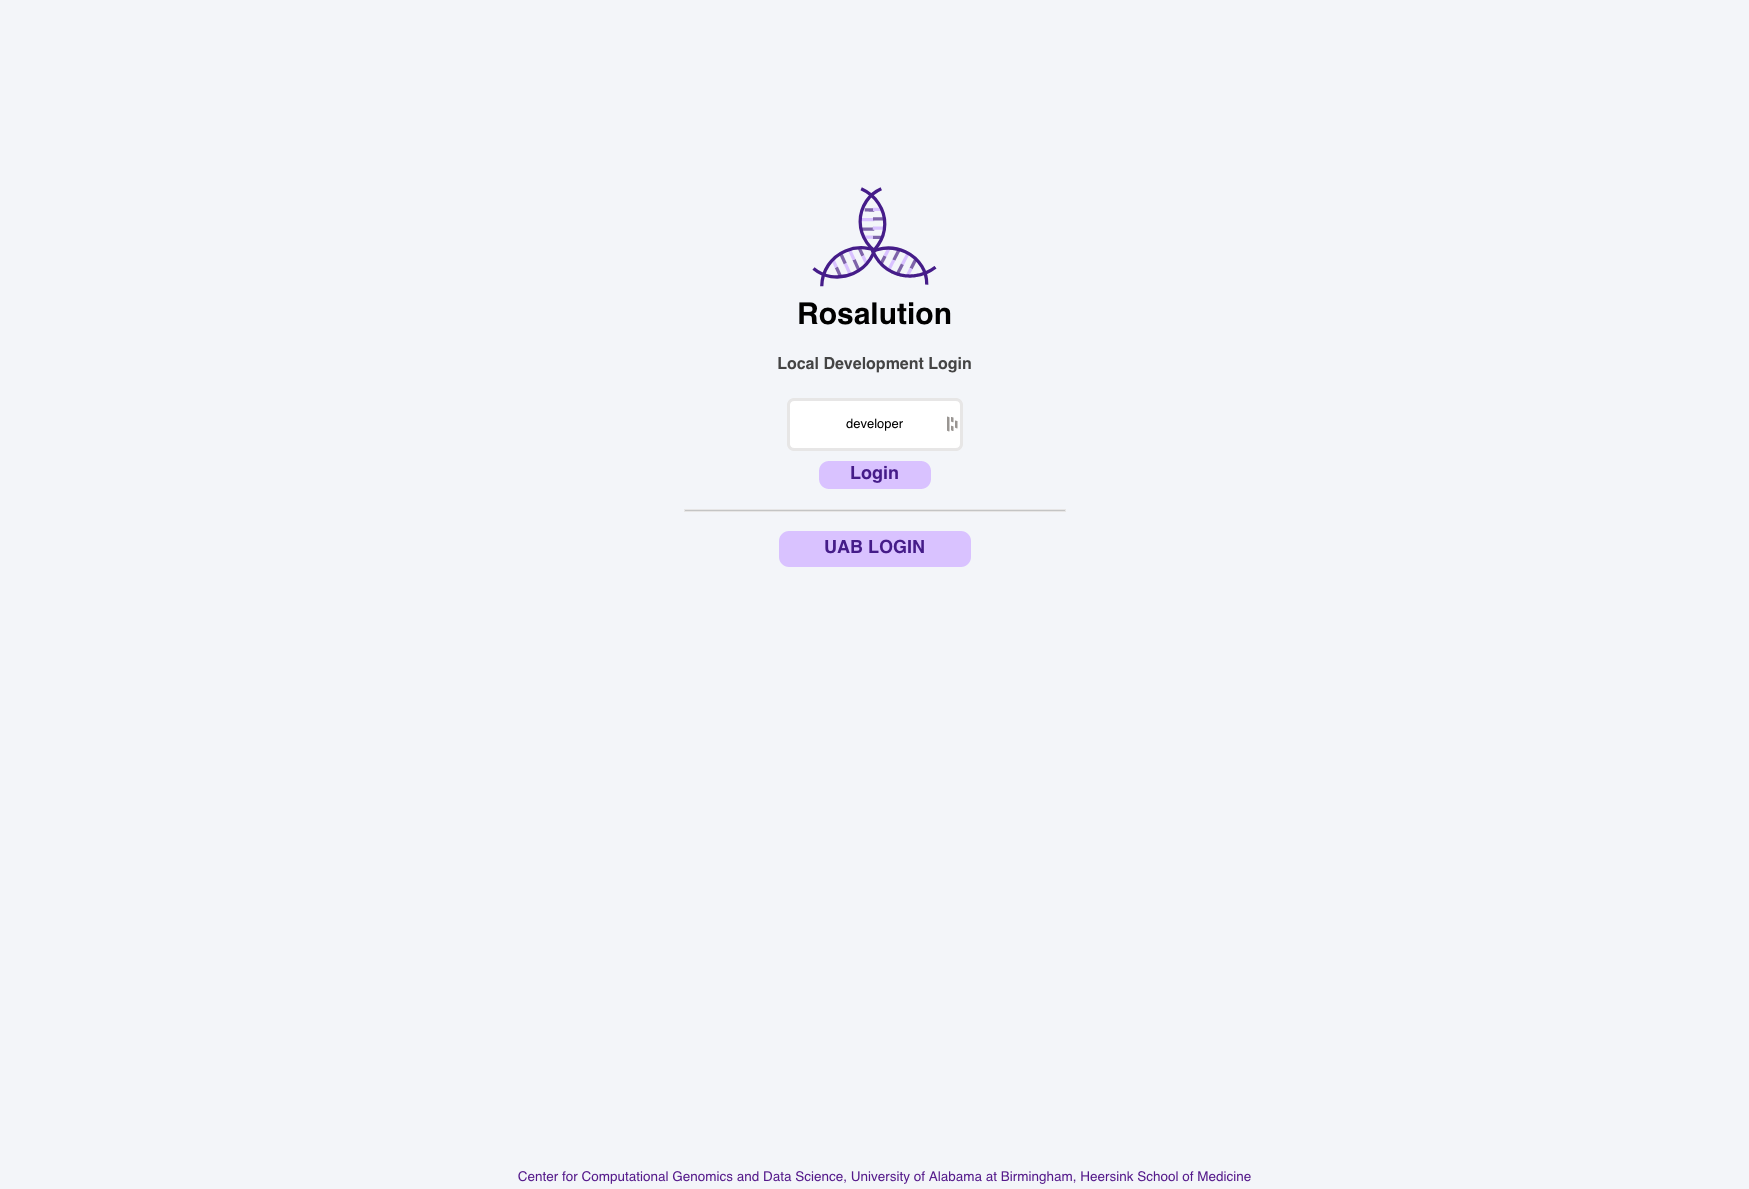 Rosalution
Local Development Login
developer
Login
UAB LOGIN
Center for Computational Genomics and Data Science, University of Alabama at Birmingham, Heersink School of Medicine